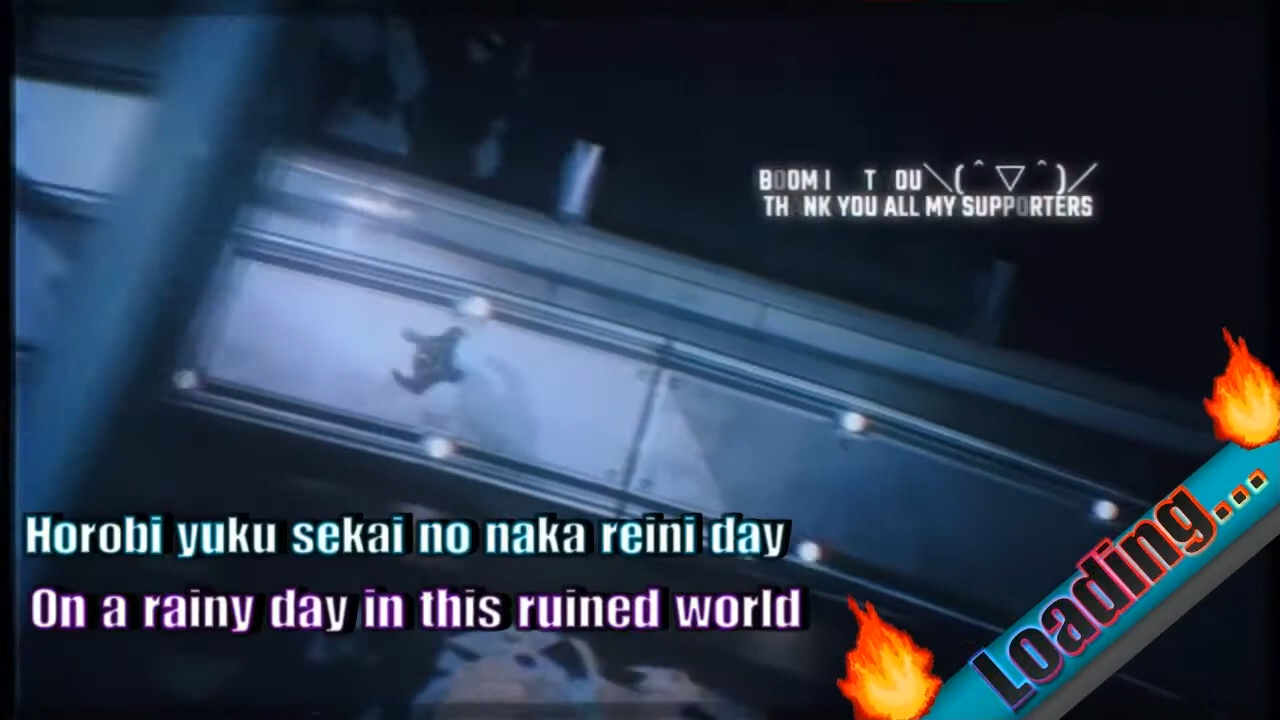 THANK YOU ALL MY SUPPORTERS
Horobi yuku sekai no naka reini day
On a rainy day in this ruined world
Loading...